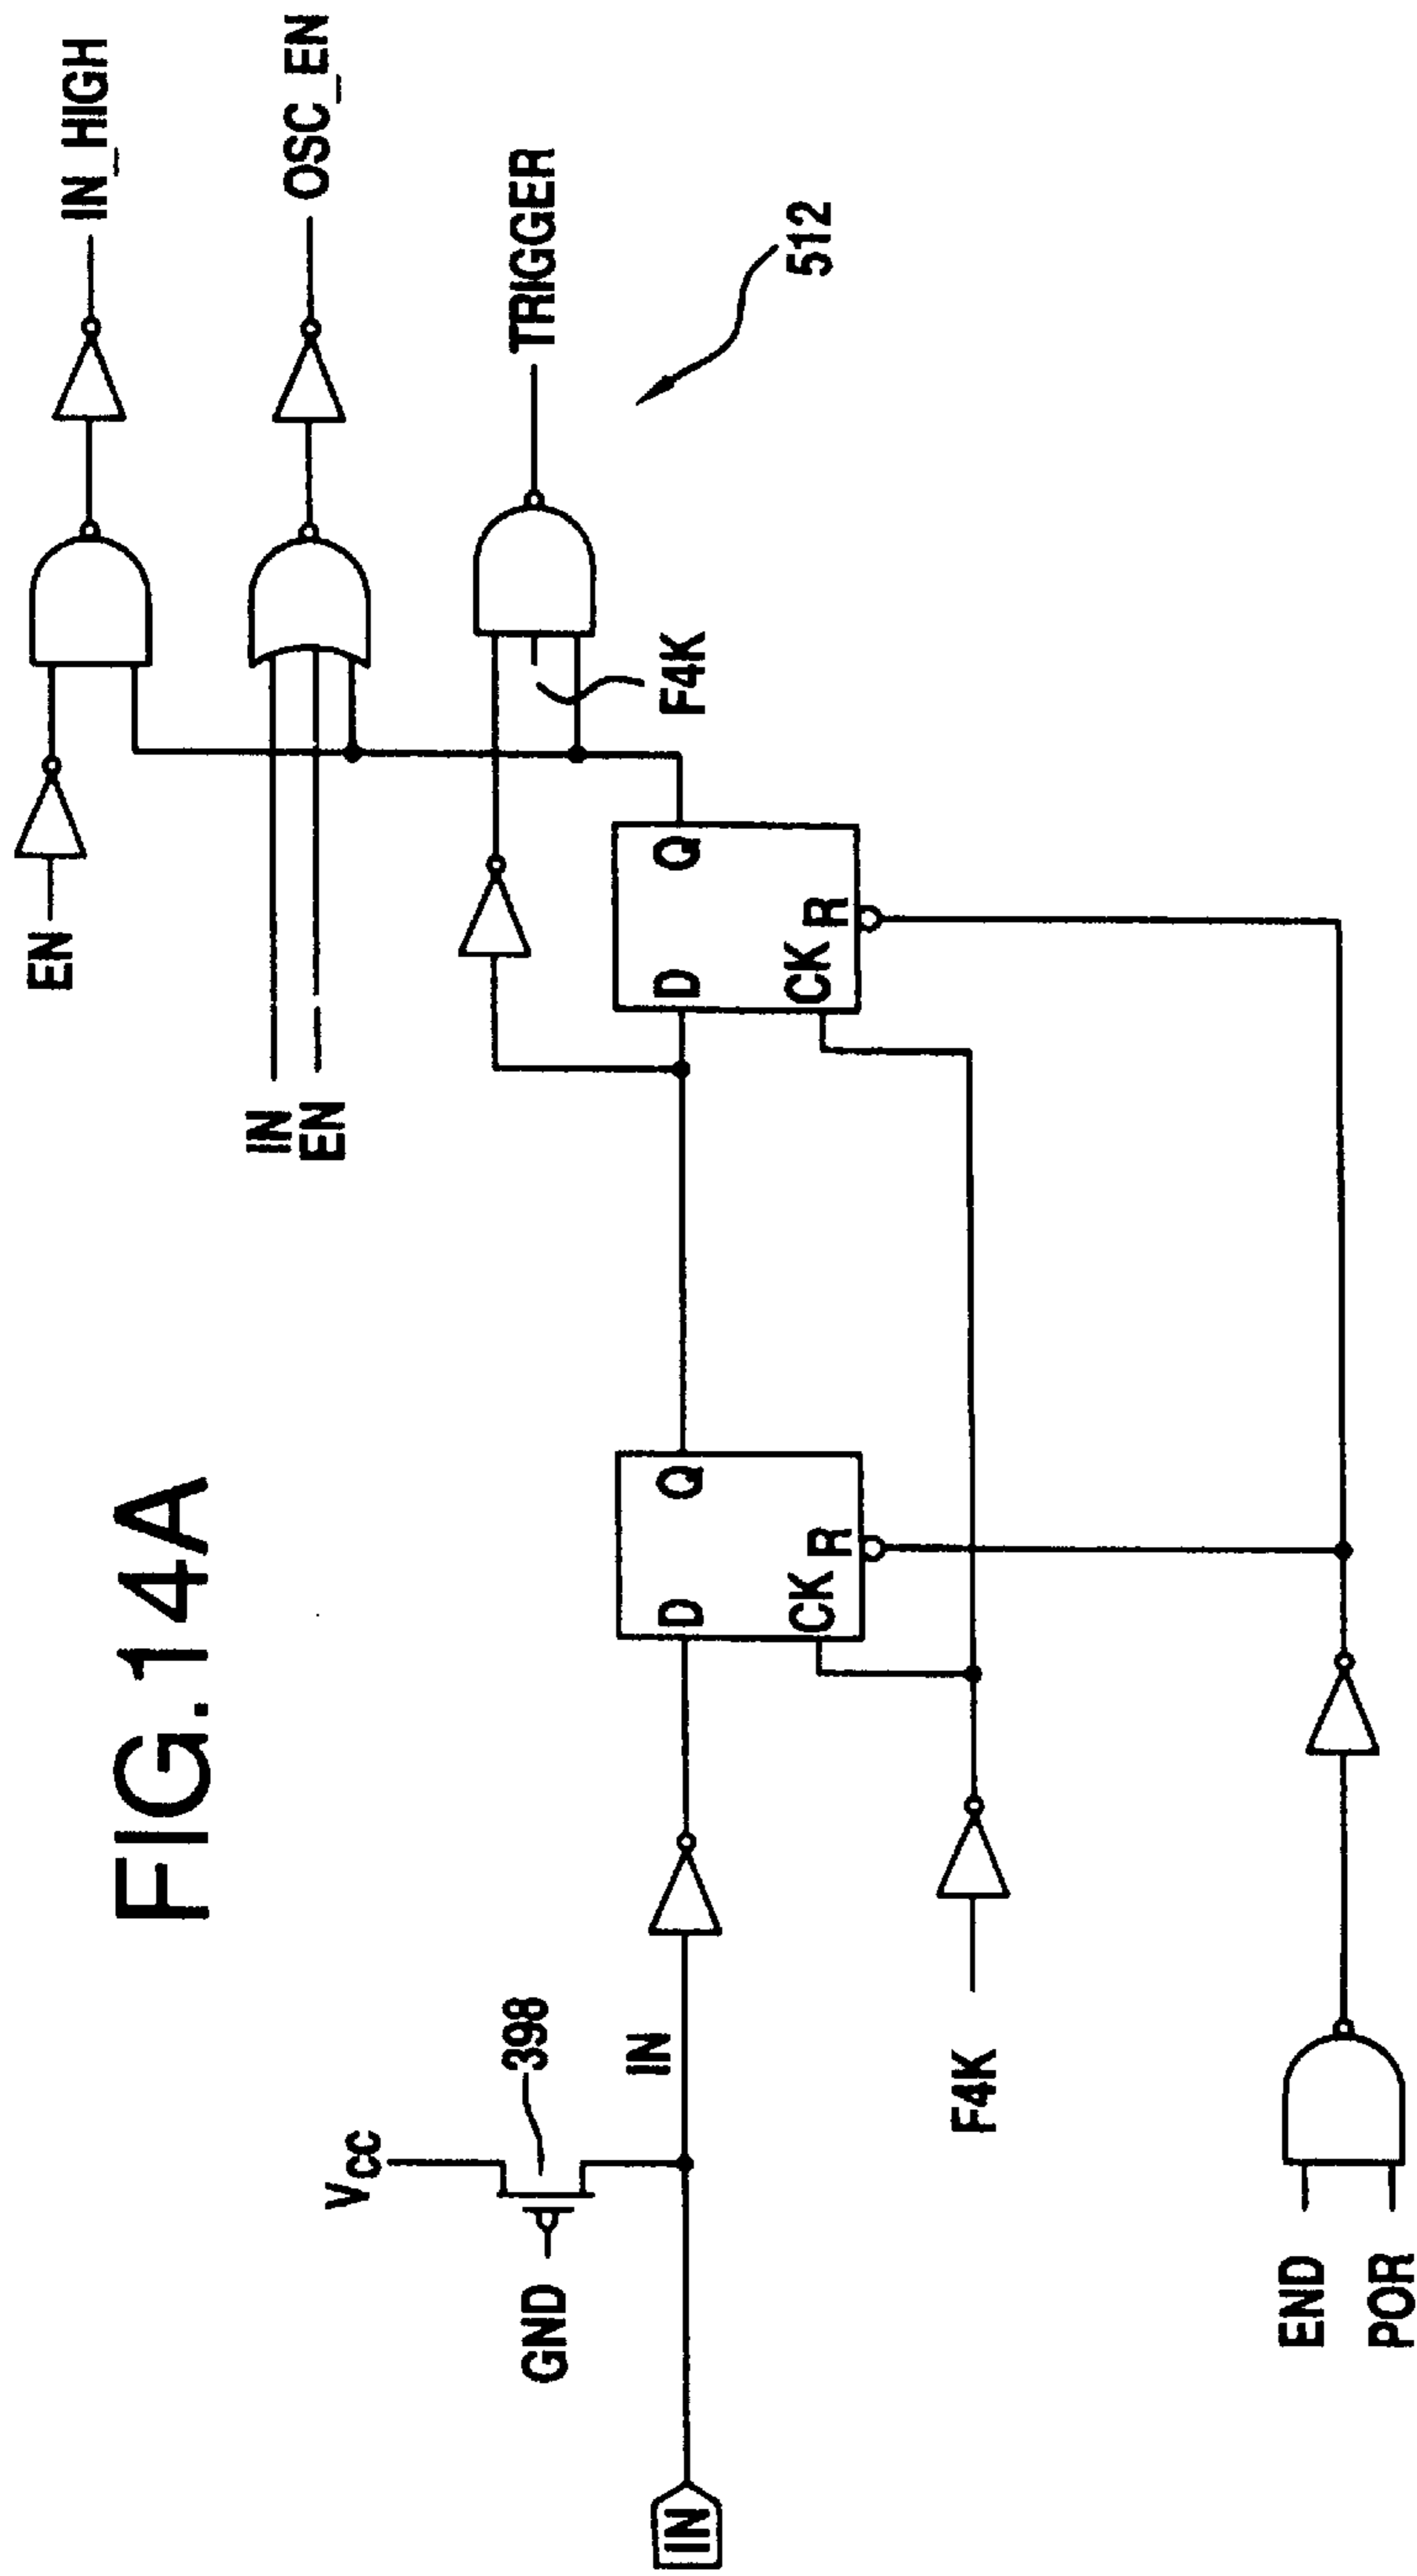 FIG.14A
IN
V_CC
GND
398
IN
F4K
END
POR
D
Q
CK
R
D
Q
CK
R
EN
IN
EN
F4K
IN_HIGH
OSC_EN
TRIGGER
512